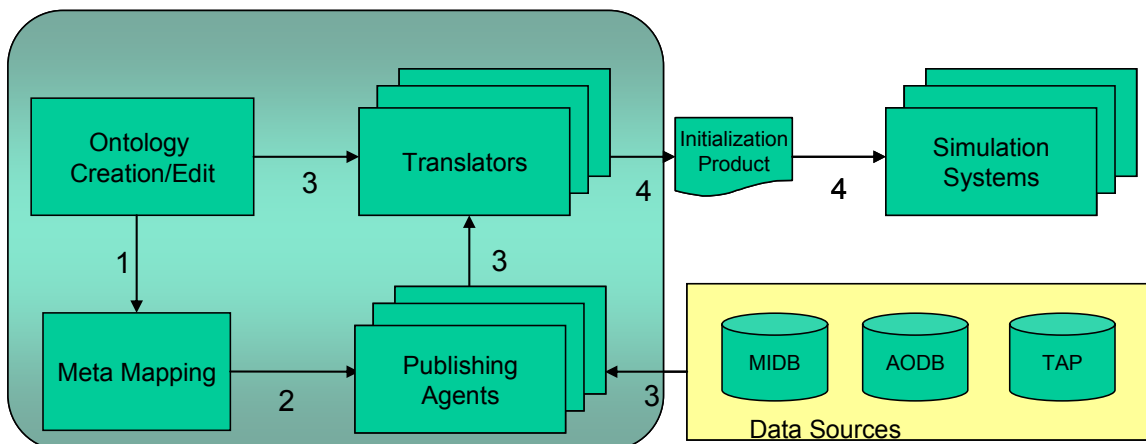 Ontology
Creation/Edit
3
Translators
4
Initialization
Product
4
Simulation
Systems
1
3
Meta Mapping
2
Publishing
Agents
3
MIDB
AODB
TAP
Data Sources